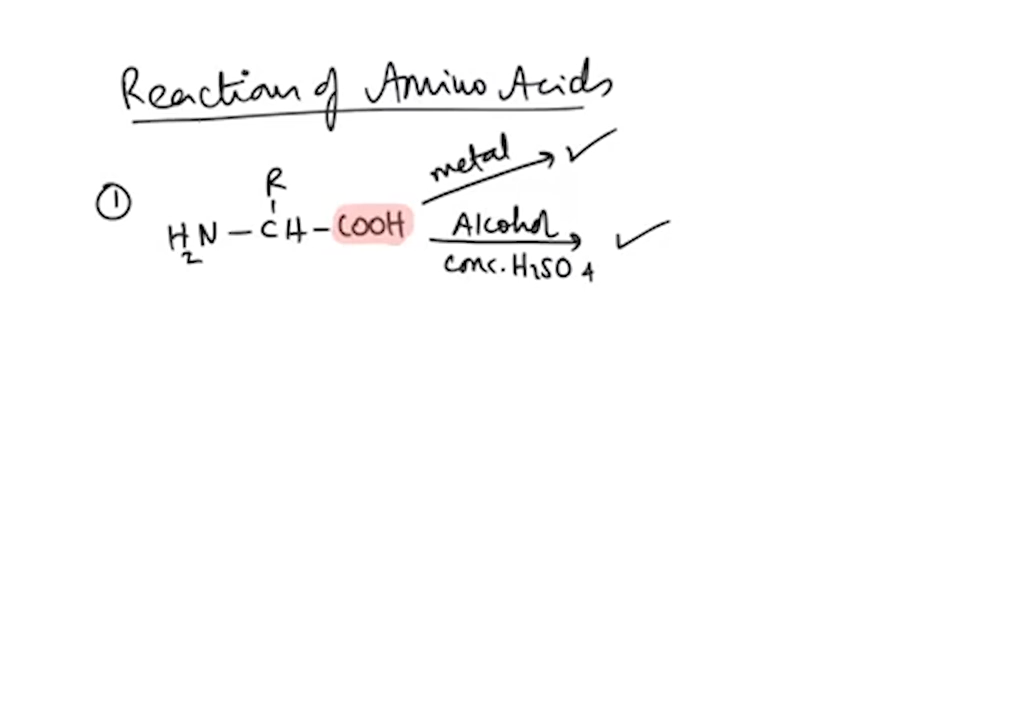 Reaction of Amino Acids
metal
R
① H₂N – CH – COOH
Alcohol
conc. H₂SO₄